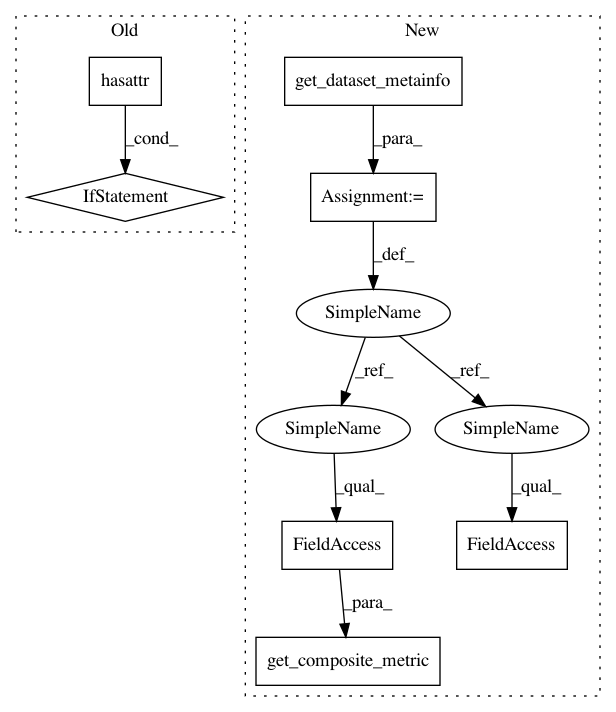 Old
New
hasattr
get_dataset_metainfo
_cond_
_para_
IfStatement
Assignment:=
_def_
SimpleName
_ref_
_ref_
SimpleName
SimpleName
_qual_
_qual_
FieldAccess
FieldAccess
_para_
get_composite_metric